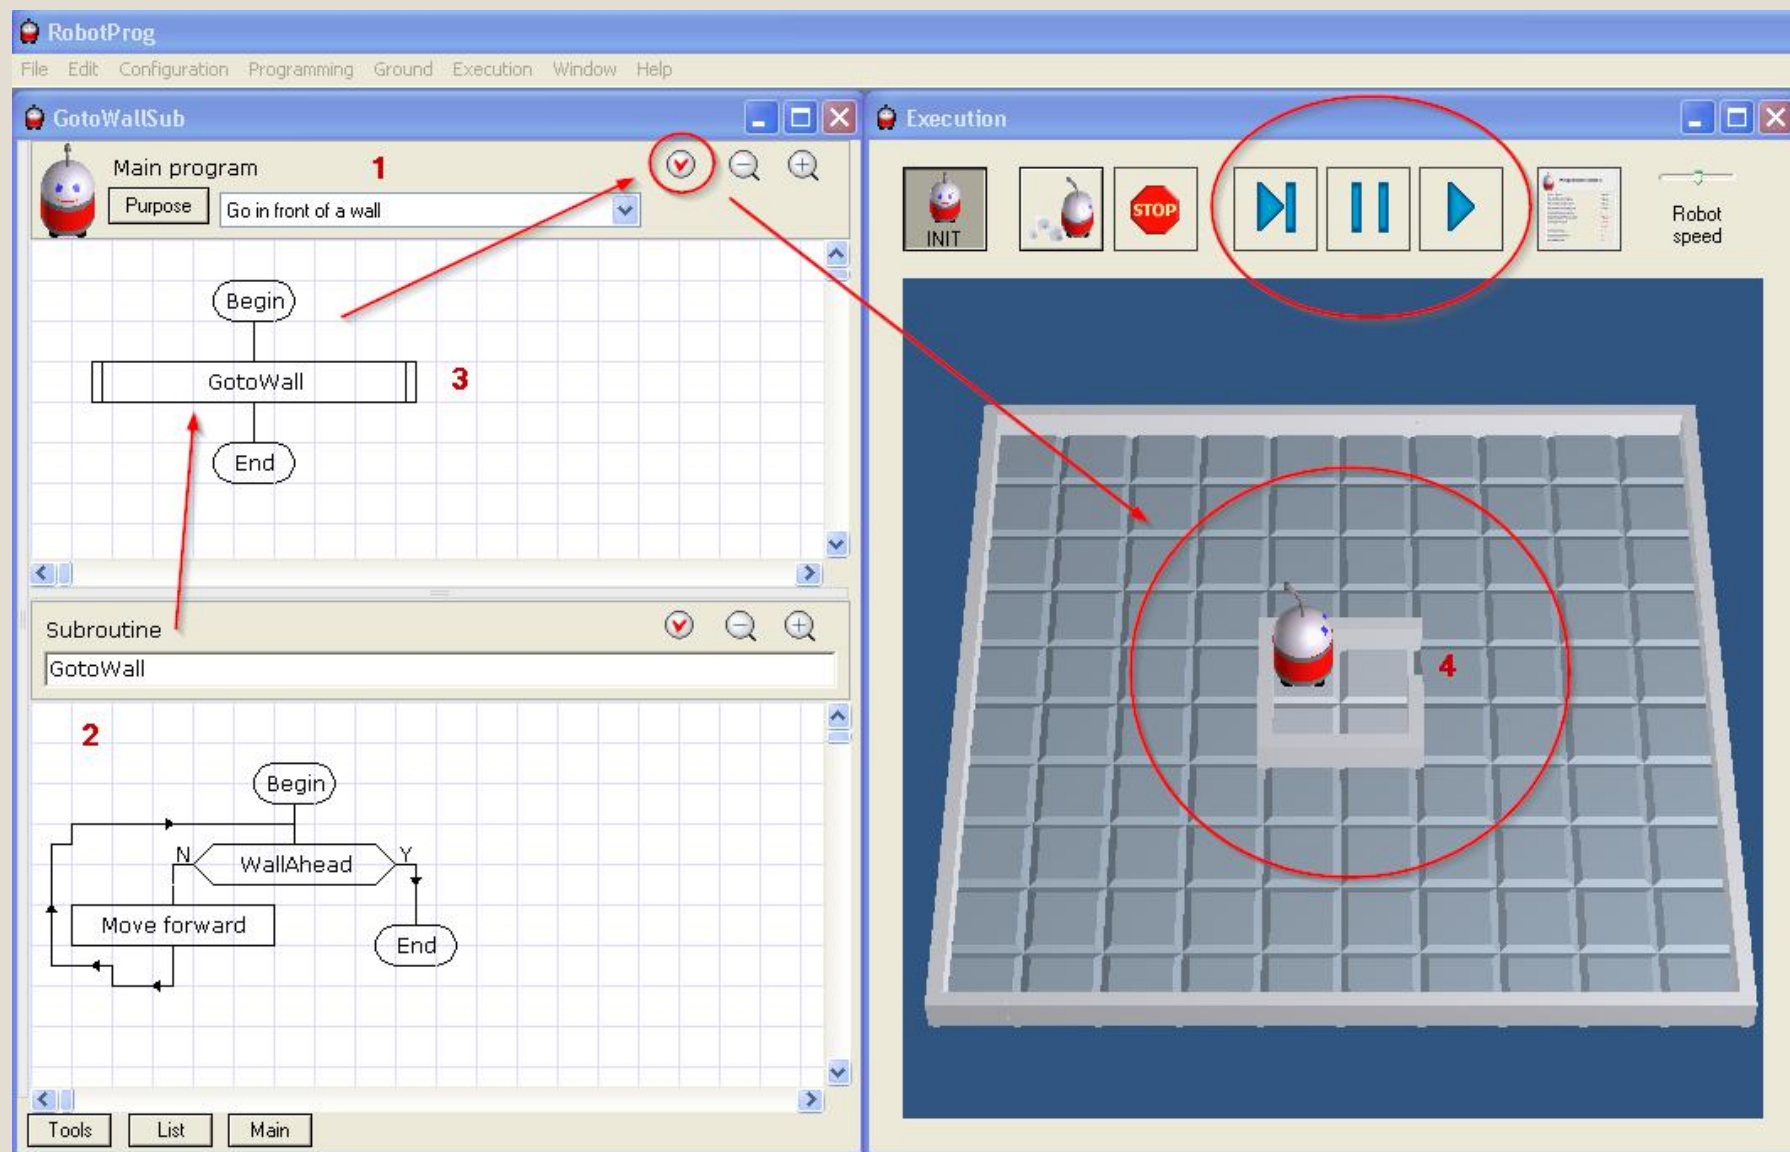 RobotProg
File Edit Configuration Programming Ground Execution Window Help
GotoWallSub
Main program 1
Purpose Go in front of a wall
Begin
GotoWall 3
End
Subroutine
GotoWall
2
Begin
N WallAhead Y
Move forward
End
Tools List Main
Execution
INIT STOP
Robot
speed
4